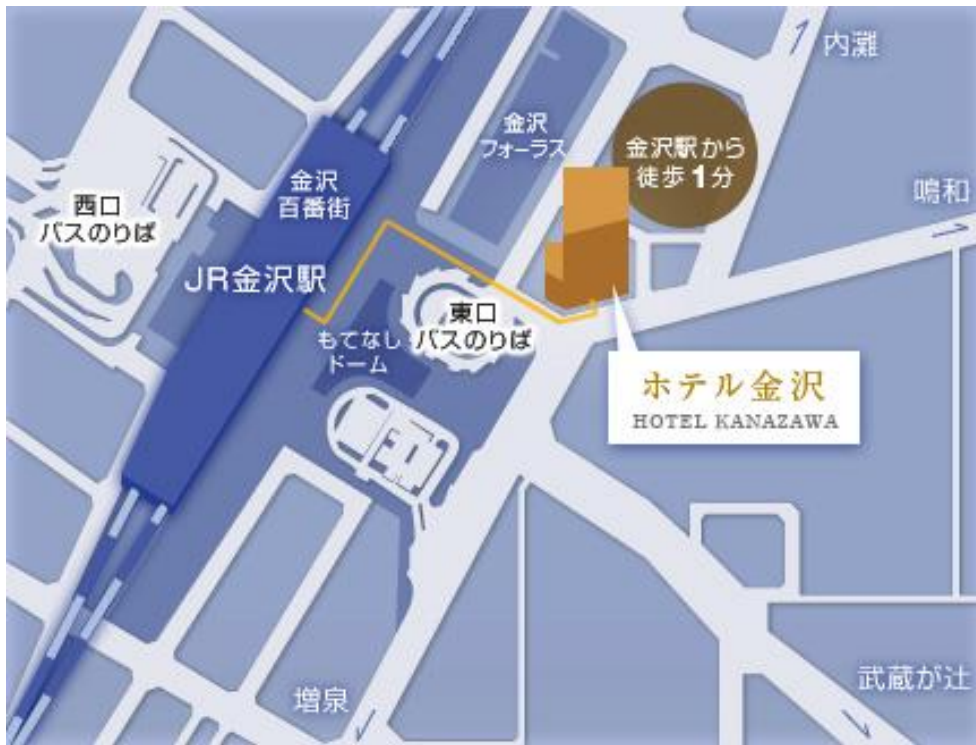 内灘
金沢
フォーラス
金沢駅から
徒歩1分
金沢
百番街
鳴和
西口
バスのりば
JR金沢駅
東口
バスのりば
もてなし
ドーム
ホテル金沢
HOTEL KANAZAWA
武蔵が辻
増泉